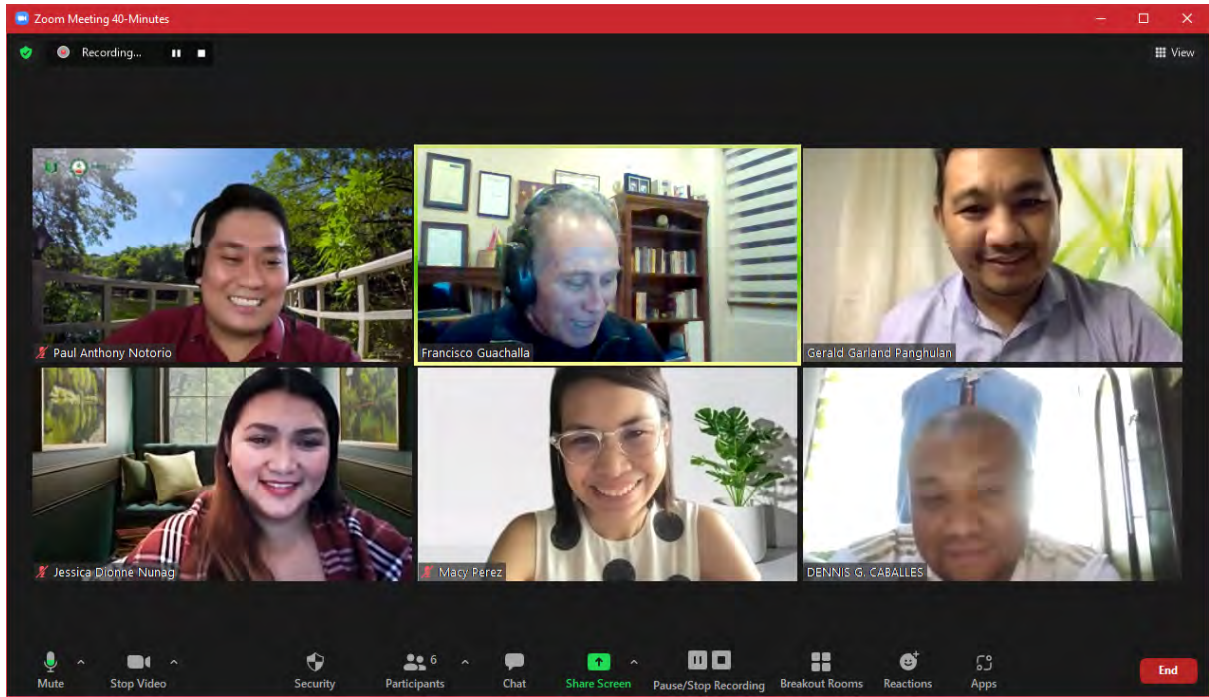 Zoom Meeting 40-Minutes
Recording...
View
Paul Anthony Notorio
Francisco Guachalla
Gerald Garland Panghulan
Jessica Dionne Nunag
Macy Perez
DENNIS G. CABALLES
Mute
Stop Video
Security
6
Participants
Chat
Share Screen
Pause/Stop Recording
Breakout Rooms
Reactions
Apps
End